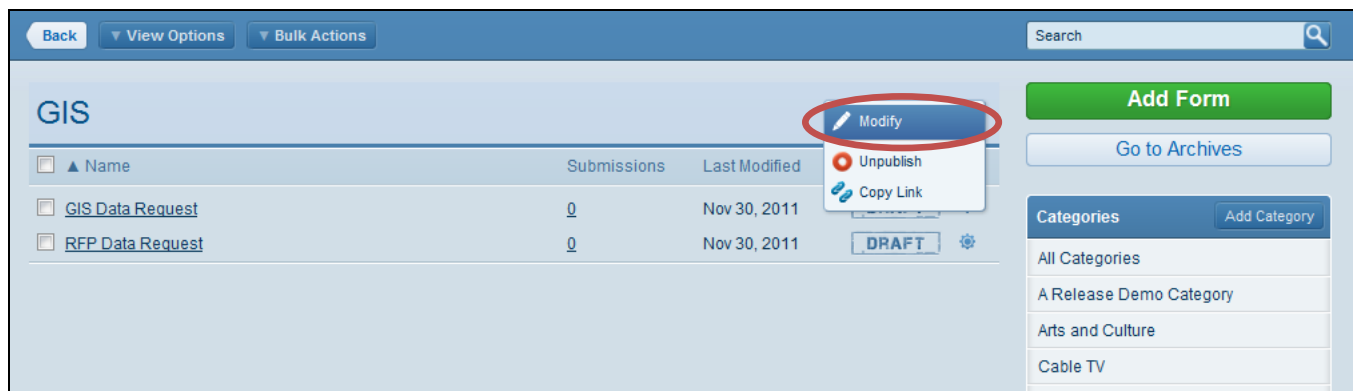 Back ▼ View Options ▼ Bulk Actions Search
GIS
Modify
Unpublish
Copy Link
▲ Name Submissions Last Modified
GIS Data Request 0 Nov 30, 2011
RFP Data Request 0 Nov 30, 2011 DRAFT
Add Form
Go to Archives
Categories Add Category
All Categories
A Release Demo Category
Arts and Culture
Cable TV